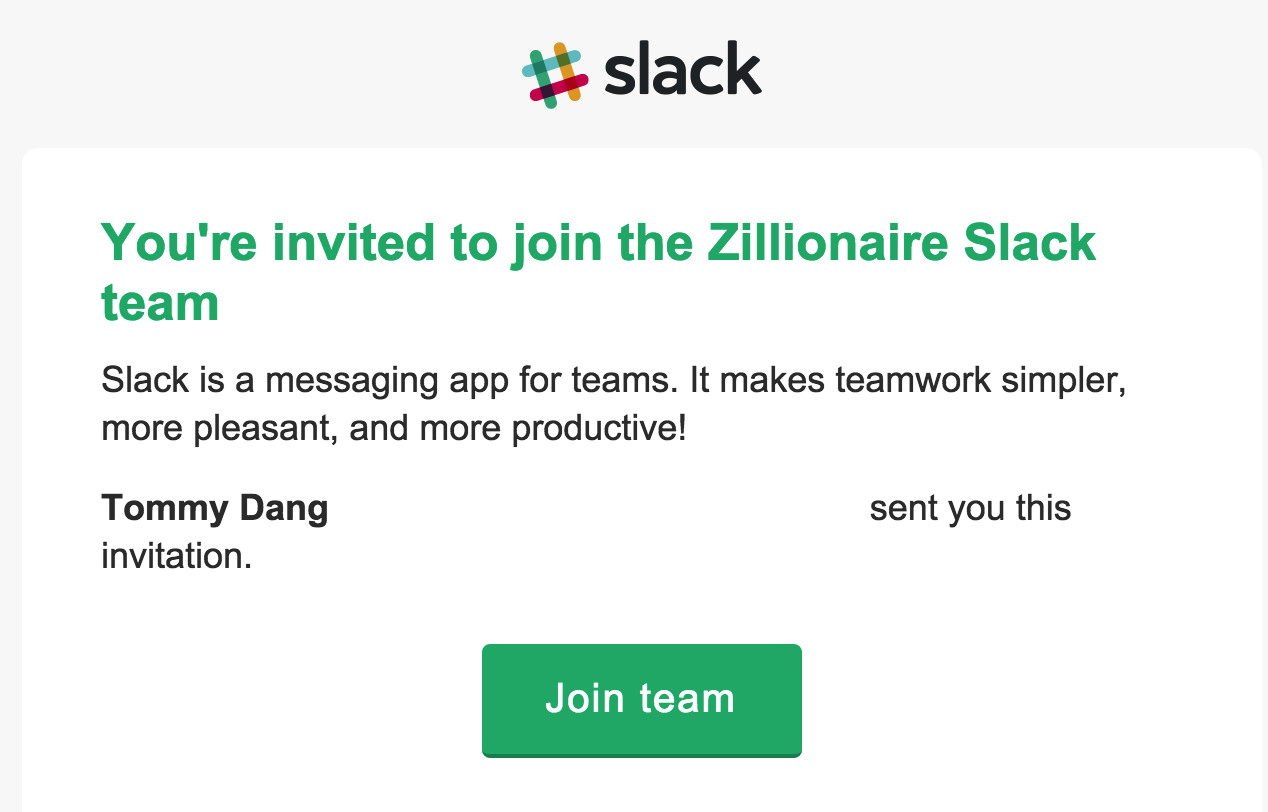 slack
You're invited to join the Zillionaire Slack
team
Slack is a messaging app for teams. It makes teamwork simpler,
more pleasant, and more productive!
Tommy Dang sent you this
invitation.
Join team